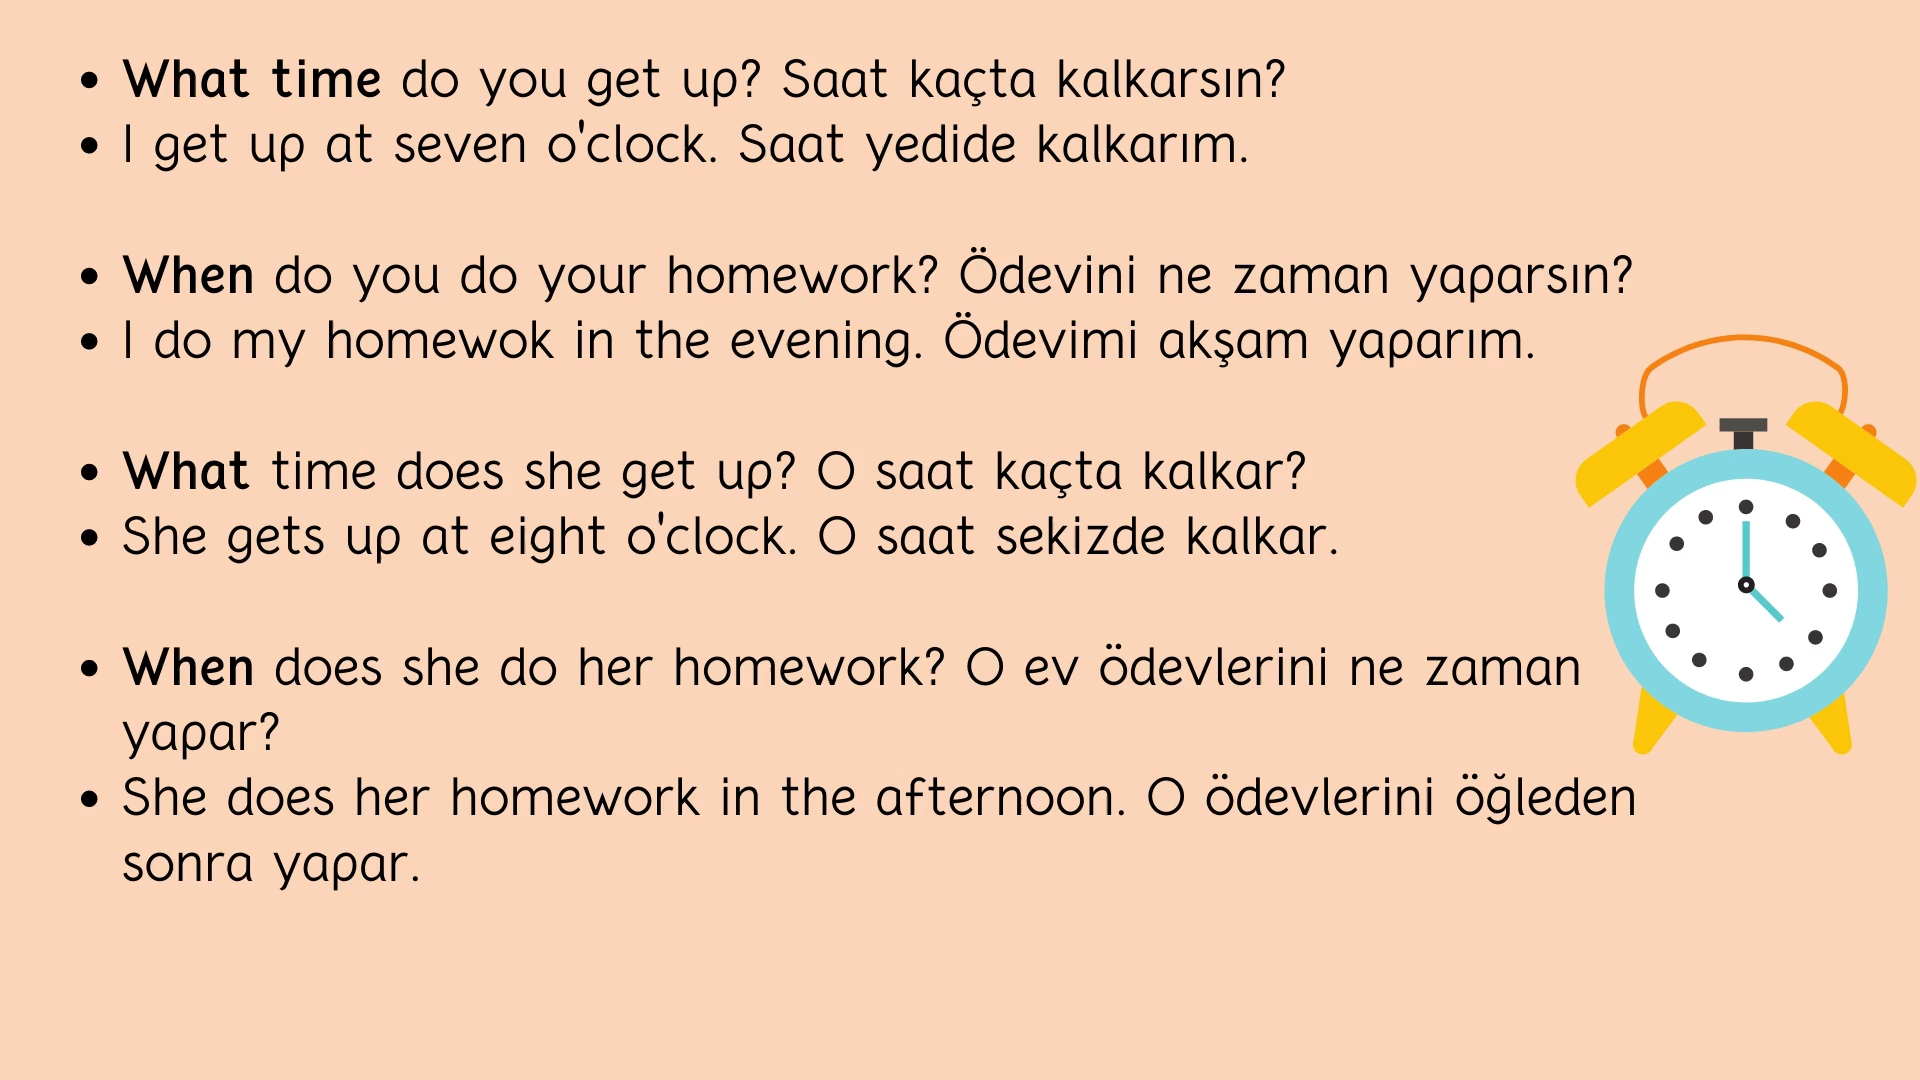 • What time do you get up? Saat kaçta kalkarsın?
• I get up at seven o'clock. Saat yedide kalkarım.
• When do you do your homework? Ödevini ne zaman yaparsın?
• I do my homewok in the evening. Ödevimi akşam yaparım.
• What time does she get up? O saat kaçta kalkar?
• She gets up at eight o'clock. O saat sekizde kalkar.
• When does she do her homework? O ev ödevlerini ne zaman
yapar?
• She does her homework in the afternoon. O ödevlerini öğleden
sonra yapar.